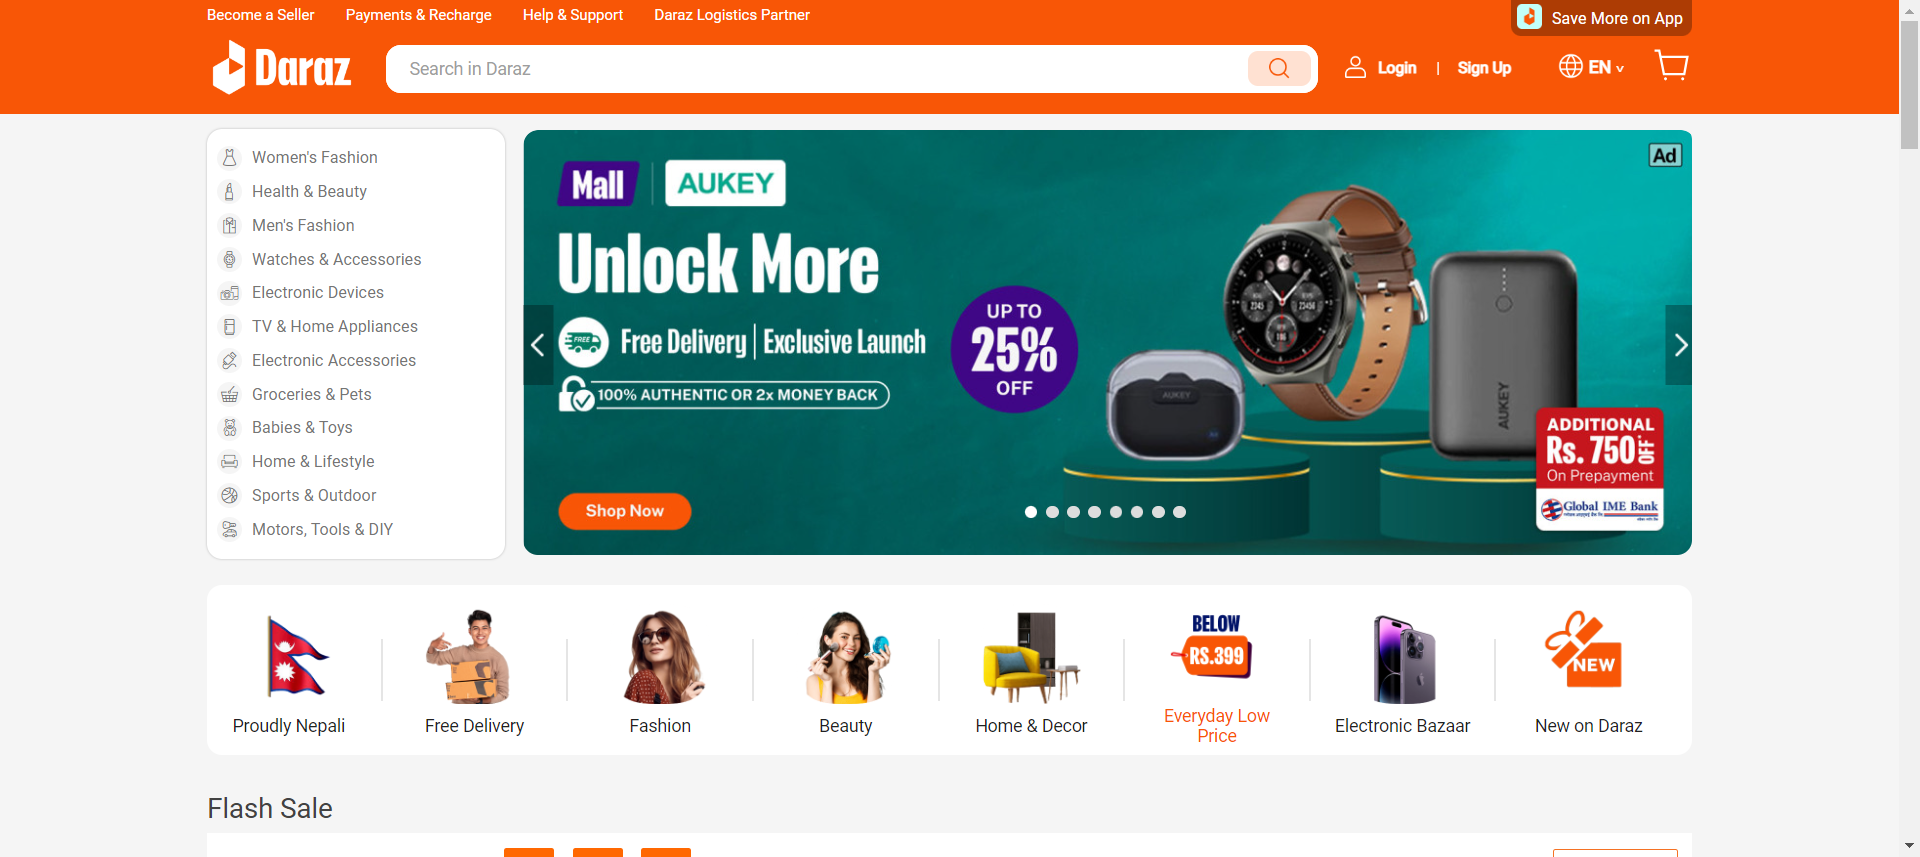 Become a Seller
Payments & Recharge
Help & Support
Daraz Logistics Partner
Save More on App
Daraz
Search in Daraz
Login | Sign Up
EN
Women's Fashion
Health & Beauty
Men's Fashion
Watches & Accessories
Electronic Devices
TV & Home Appliances
Electronic Accessories
Groceries & Pets
Babies & Toys
Home & Lifestyle
Sports & Outdoor
Motors, Tools & DIY
Ad
Mall | AUKEY
Unlock More
FREE
Free Delivery | Exclusive Launch
100% AUTHENTIC OR 2x MONEY BACK
UP TO
25%
OFF
Shop Now
AUKEY
AUKEY
ADDITIONAL
Rs. 750 OFF
On Prepayment
Global IME Bank
Proudly Nepali
Free Delivery
Fashion
Beauty
Home & Decor
BELOW
RS.399
Everyday Low
Price
Electronic Bazaar
NEW
New on Daraz
Flash Sale